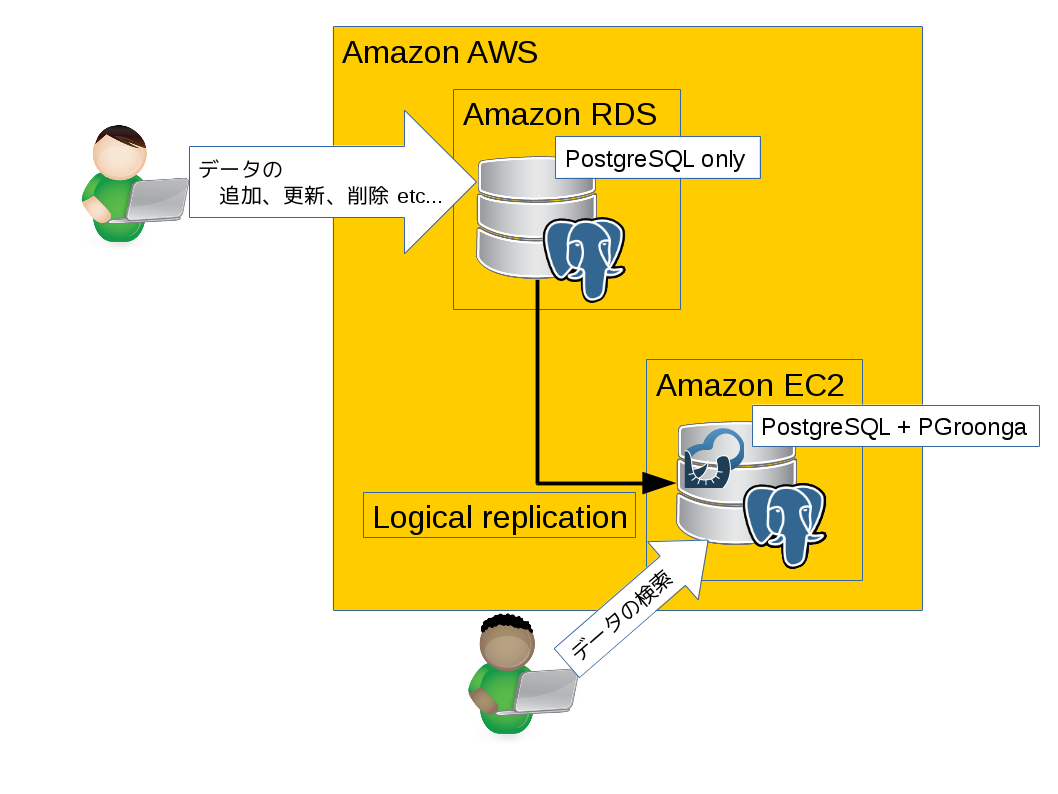 Amazon AWS
Amazon RDS
PostgreSQL only
データの
追加、更新、削除 etc...
Amazon EC2
PostgreSQL + PGroonga
Logical replication
データの検索